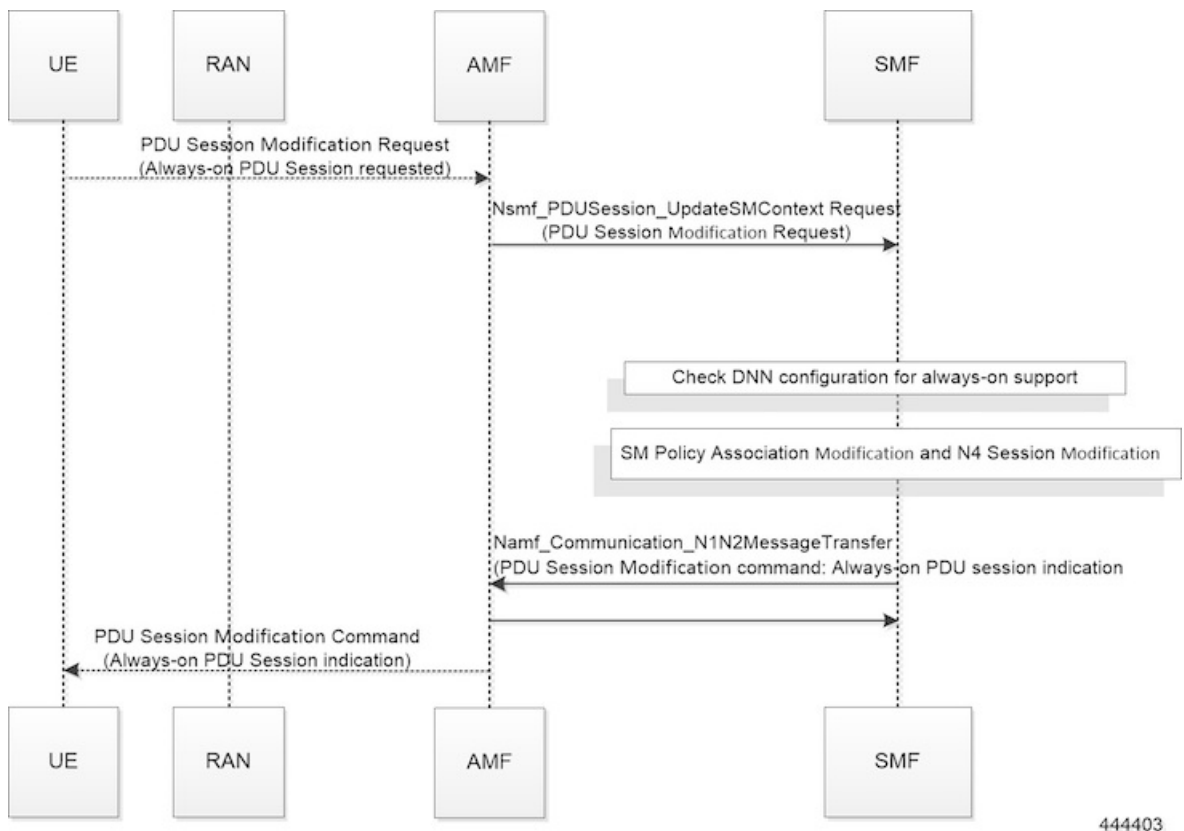 UE
RAN
AMF
SMF
PDU Session Modification Request
(Always-on PDU Session requested)
Nsmf_PDUSession_UpdateSMContext Request
(PDU Session Modification Request)
Check DNN configuration for always-on support
SM Policy Association Modification and N4 Session Modification
Namf_Communication_N1N2MessageTransfer
(PDU Session Modification command: Always-on PDU session indication
PDU Session Modification Command
(Always-on PDU Session indication)
UE
RAN
AMF
SMF
444403